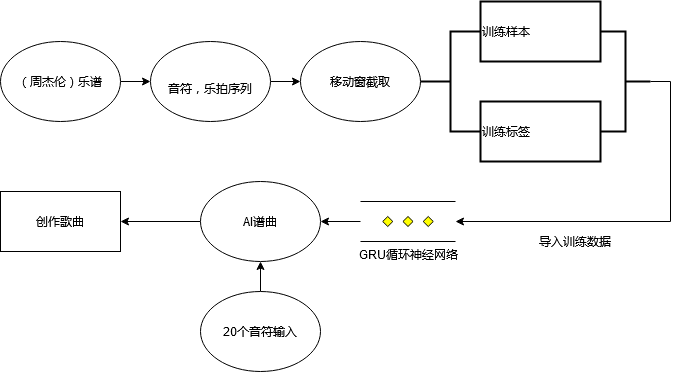 训练样本
（周杰伦）乐谱
音符，乐拍序列
移动窗截取
训练标签
创作歌曲
AI谱曲
GRU循环神经网络
导入训练数据
20个音符输入